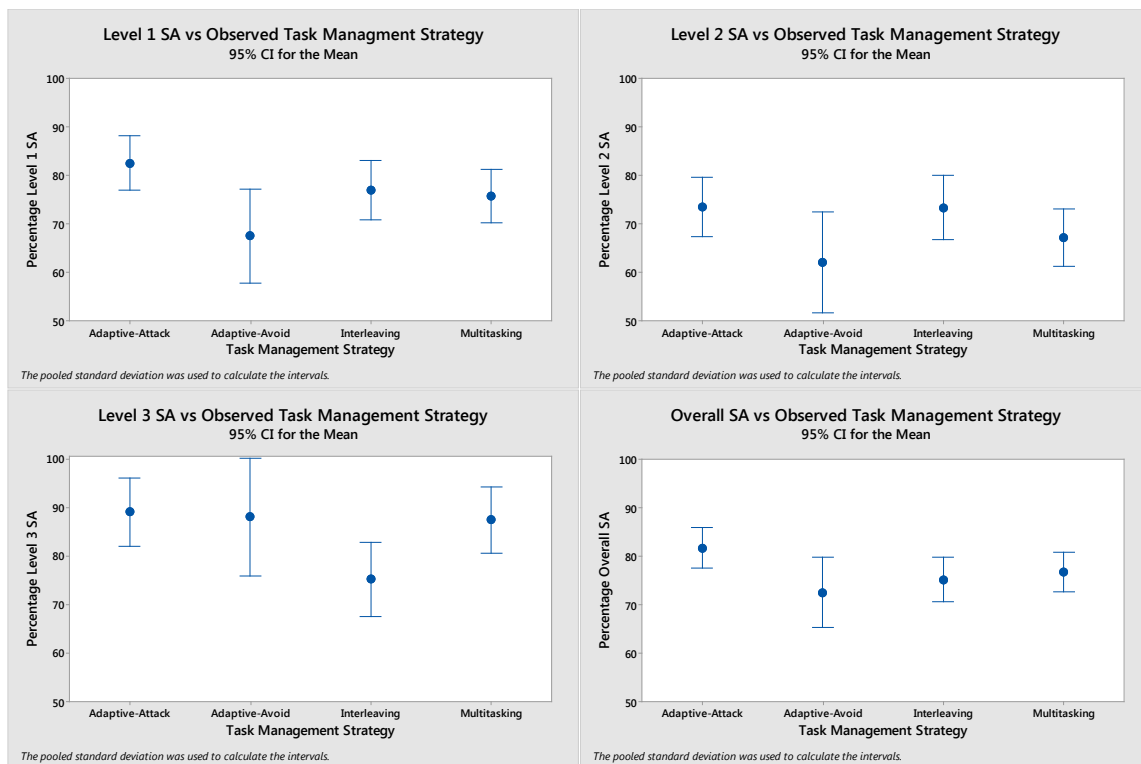 Level 1 SA vs Observed Task Managment Strategy
95% CI for the Mean
100
90
80
70
60
50
Percentage Level 1 SA
Adaptive-Attack Adaptive-Avoid Interleaving Multitasking
Task Management Strategy
The pooled standard deviation was used to calculate the intervals.
Level 2 SA vs Observed Task Management Strategy
95% CI for the Mean
100
90
80
70
60
50
Percentage Level 2 SA
Adaptive-Attack Adaptive-Avoid Interleaving Multitasking
Task Management Strategy
The pooled standard deviation was used to calculate the intervals.
Level 3 SA vs Observed Task Management Strategy
95% CI for the Mean
100
90
80
70
60
50
Percentage Level 3 SA
Adaptive-Attack Adaptive-Avoid Interleaving Multitasking
Task Management Strategy
The pooled standard deviation was used to calculate the intervals.
Overall SA vs Observed Task Management Strategy
95% CI for the Mean
100
90
80
70
60
50
Percentage Overall SA
Adaptive-Attack Adaptive-Avoid Interleaving Multitasking
Task Management Strategy
The pooled standard deviation was used to calculate the intervals.